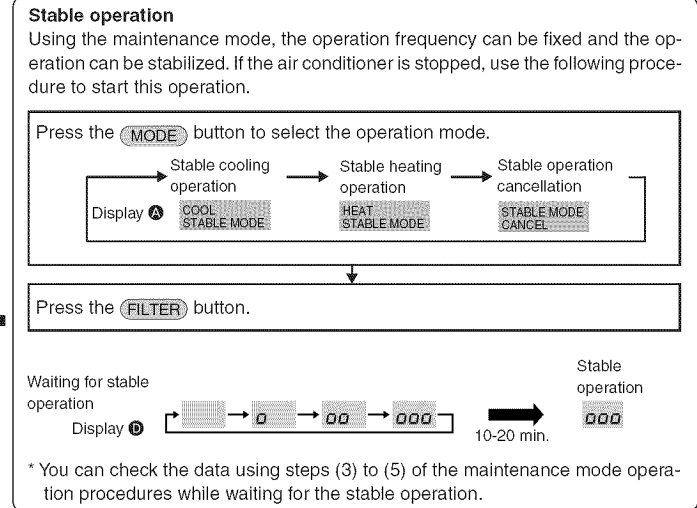 Stable operation
Using the maintenance mode, the operation frequency can be fixed and the op-
eration can be stabilized. If the air conditioner is stopped, use the following proce-
dure to start this operation.
Press the MODE button to select the operation mode.
Stable cooling
operation
Stable heating
operation
Stable operation
cancellation
Display A
COOL
STABLE MODE
HEAT
STABLE MODE
STABLE MODE
CANCEL
Press the FILTER button.
Waiting for stable
operation
Display D
0
00
000
10-20 min.
Stable
operation
000
* You can check the data using steps (3) to (5) of the maintenance mode opera-
tion procedures while waiting for the stable operation.